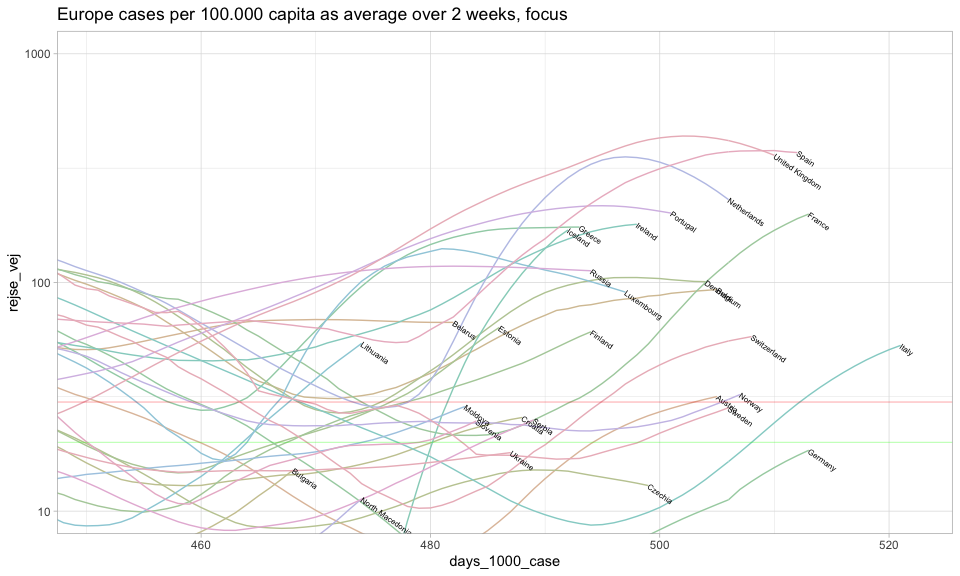 Europe cases per 100.000 capita as average over 2 weeks, focus
1000
100
10
rejse_vej
Spain
United Kingdom
Netherlands
Portugal
France
Ireland
Greece
Iceland
Russia
Luxembourg
Denmark
Belgium
Belarus
Estonia
Finland
Lithuania
Switzerland
Italy
Norway
Austria
Sweden
Moldova
Slovenia
Croatia
Serbia
Ukraine
Germany
Bulgaria
Czechia
North Macedonia
460
480
500
520
days_1000_case